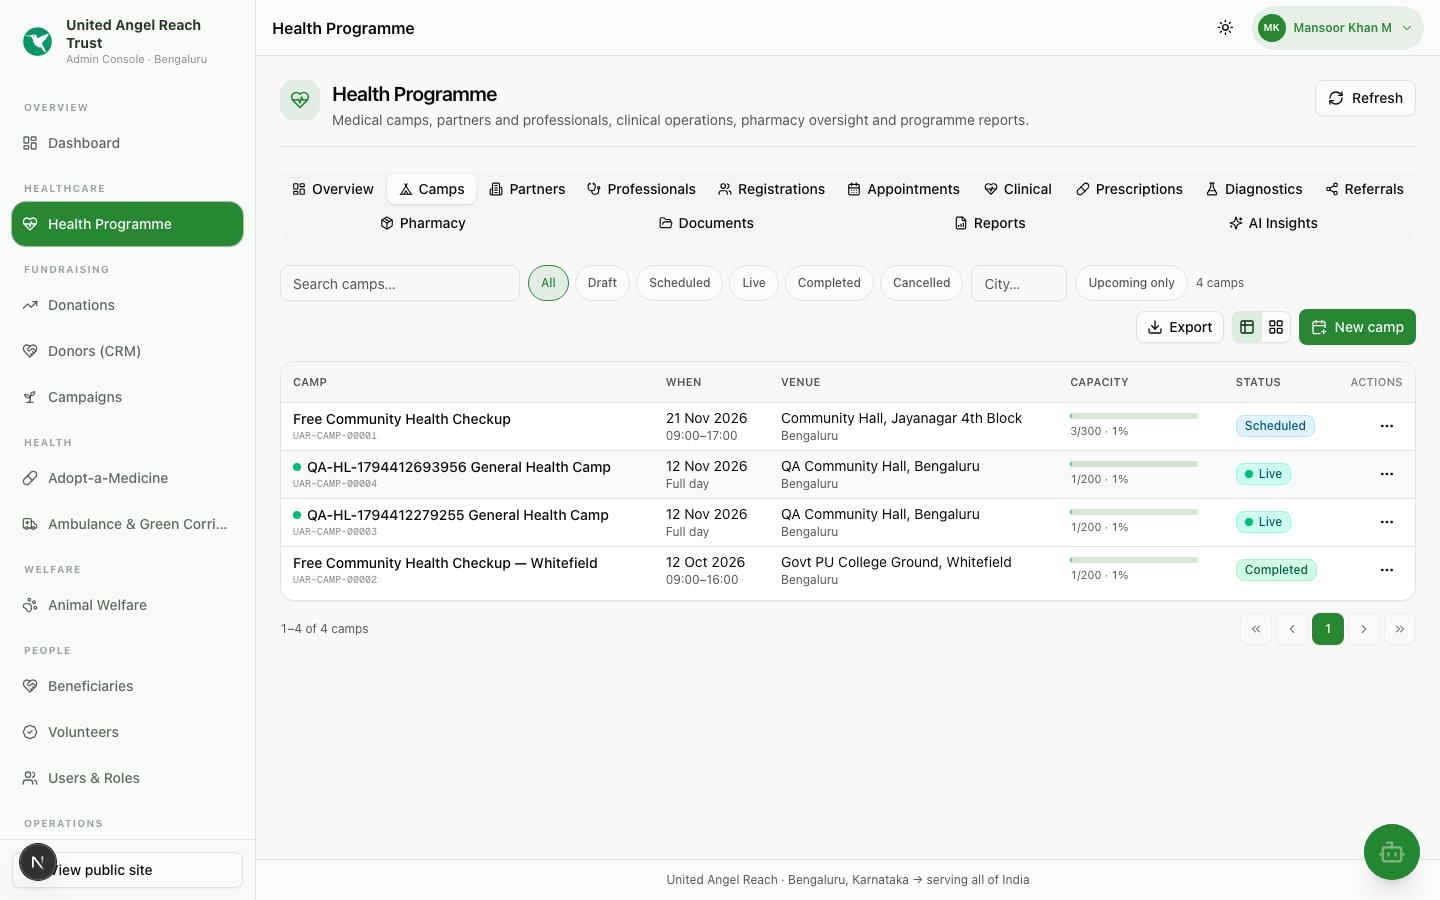 United Angel Reach
Trust
Admin Console · Bengaluru
OVERVIEW
Dashboard
HEALTHCARE
Health Programme
FUNDRAISING
Donations
Donors (CRM)
Campaigns
HEALTH
Adopt-a-Medicine
Ambulance & Green Corri...
WELFARE
Animal Welfare
PEOPLE
Beneficiaries
Volunteers
Users & Roles
OPERATIONS
N
View public site
Health Programme
MK Mansoor Khan M
Health Programme
Medical camps, partners and professionals, clinical operations, pharmacy oversight and programme reports.
Refresh
Overview Camps Partners Professionals Registrations Appointments Clinical Prescriptions Diagnostics Referrals
Pharmacy Documents Reports AI Insights
Search camps... All Draft Scheduled Live Completed Cancelled City... Upcoming only 4 camps
Export New camp
CAMP WHEN VENUE CAPACITY STATUS ACTIONS
Free Community Health Checkup 21 Nov 2026 Community Hall, Jayanagar 4th Block Scheduled
UAR-CAMP-00001 09:00–17:00 Bengaluru 3/300 · 1%
QA-HL-1794412693956 General Health Camp 12 Nov 2026 QA Community Hall, Bengaluru Live
UAR-CAMP-00004 Full day Bengaluru 1/200 · 1%
QA-HL-1794412279255 General Health Camp 12 Nov 2026 QA Community Hall, Bengaluru Live
UAR-CAMP-00003 Full day Bengaluru 1/200 · 1%
Free Community Health Checkup — Whitefield 12 Oct 2026 Govt PU College Ground, Whitefield Completed
UAR-CAMP-00002 09:00–16:00 Bengaluru 1/200 · 1%
1–4 of 4 camps « ‹ 1 › »
United Angel Reach · Bengaluru, Karnataka → serving all of India